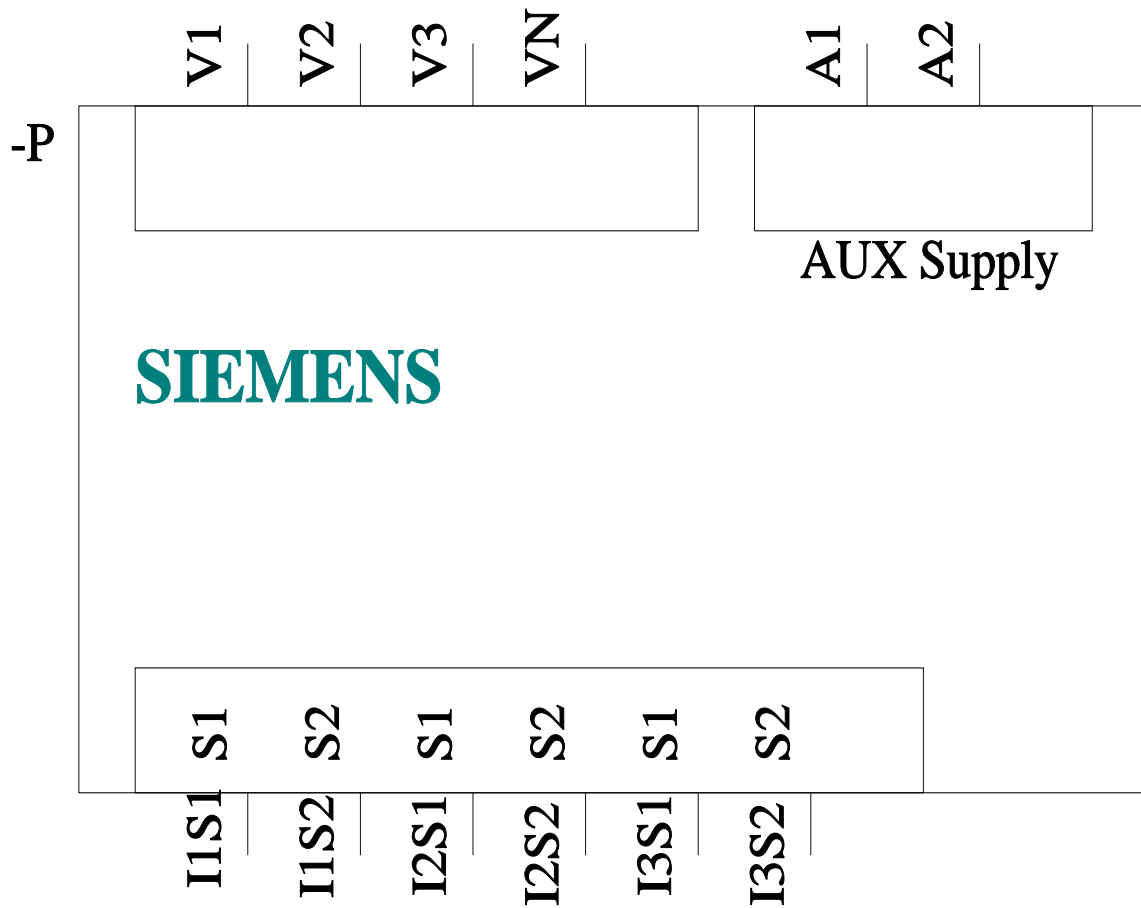 V1 V2 V3 VN A1 A2
-P
AUX Supply
SIEMENS
S1 S2 S1 S2 S1 S2
I1S1 I1S2 I2S1 I2S2 I3S1 I3S2